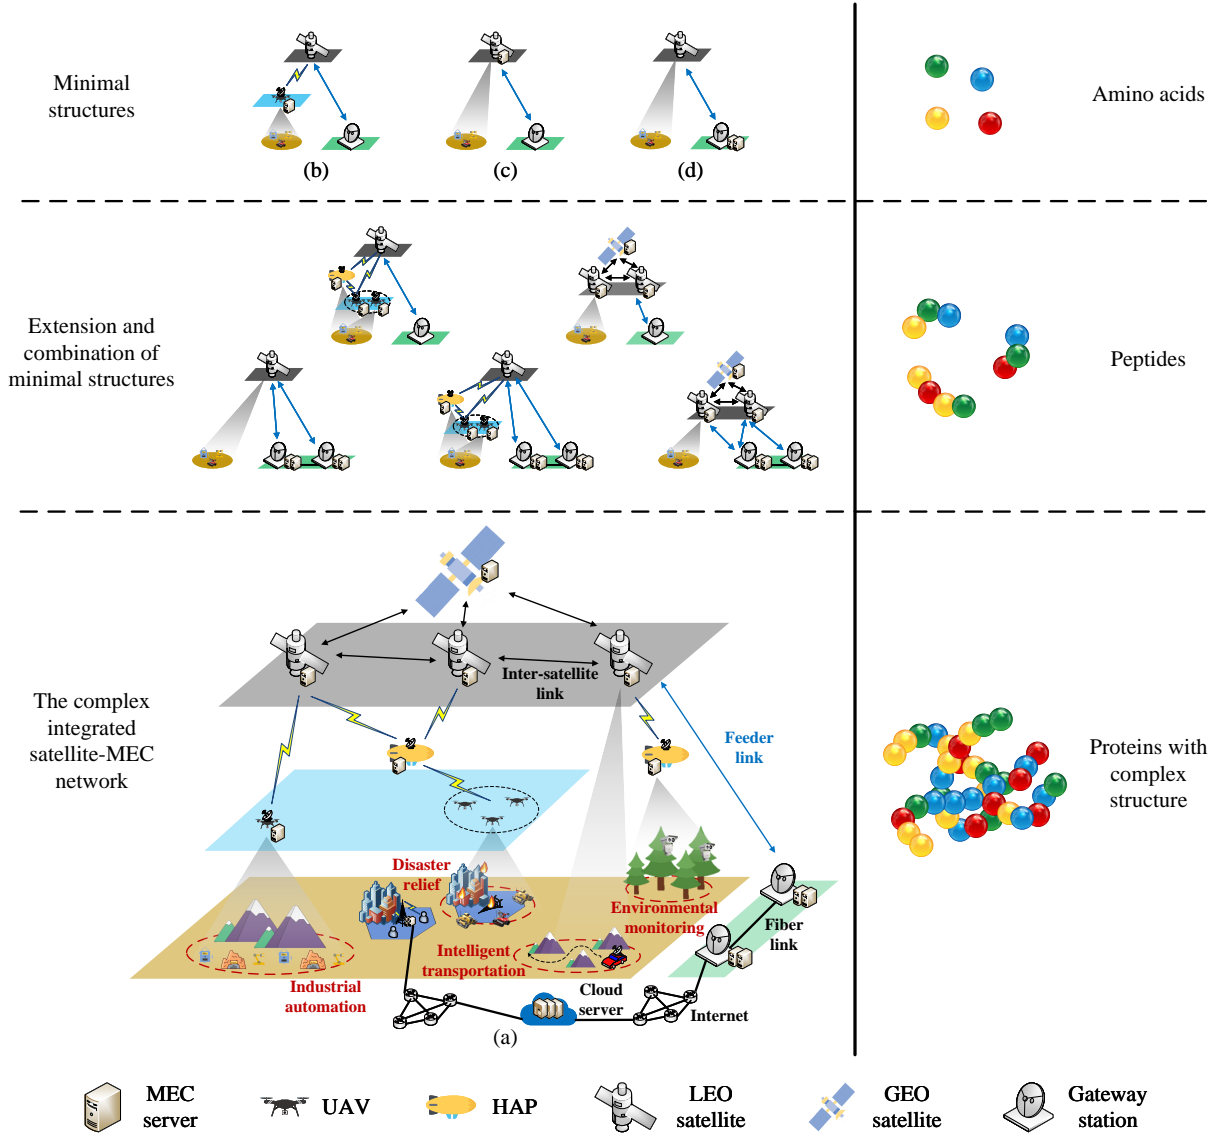 Minimal
structures
(b)
(c)
(d)
Amino acids
Extension and
combination of
minimal structures
Peptides
The complex
integrated
satellite-MEC
network
Inter-satellite
link
Feeder
link
Disaster
relief
Environmental
monitoring
Intelligent
transportation
Industrial
automation
Fiber
link
Cloud
server
Internet
(a)
Proteins with
complex
structure
MEC
server
UAV
HAP
LEO
satellite
GEO
satellite
Gateway
station